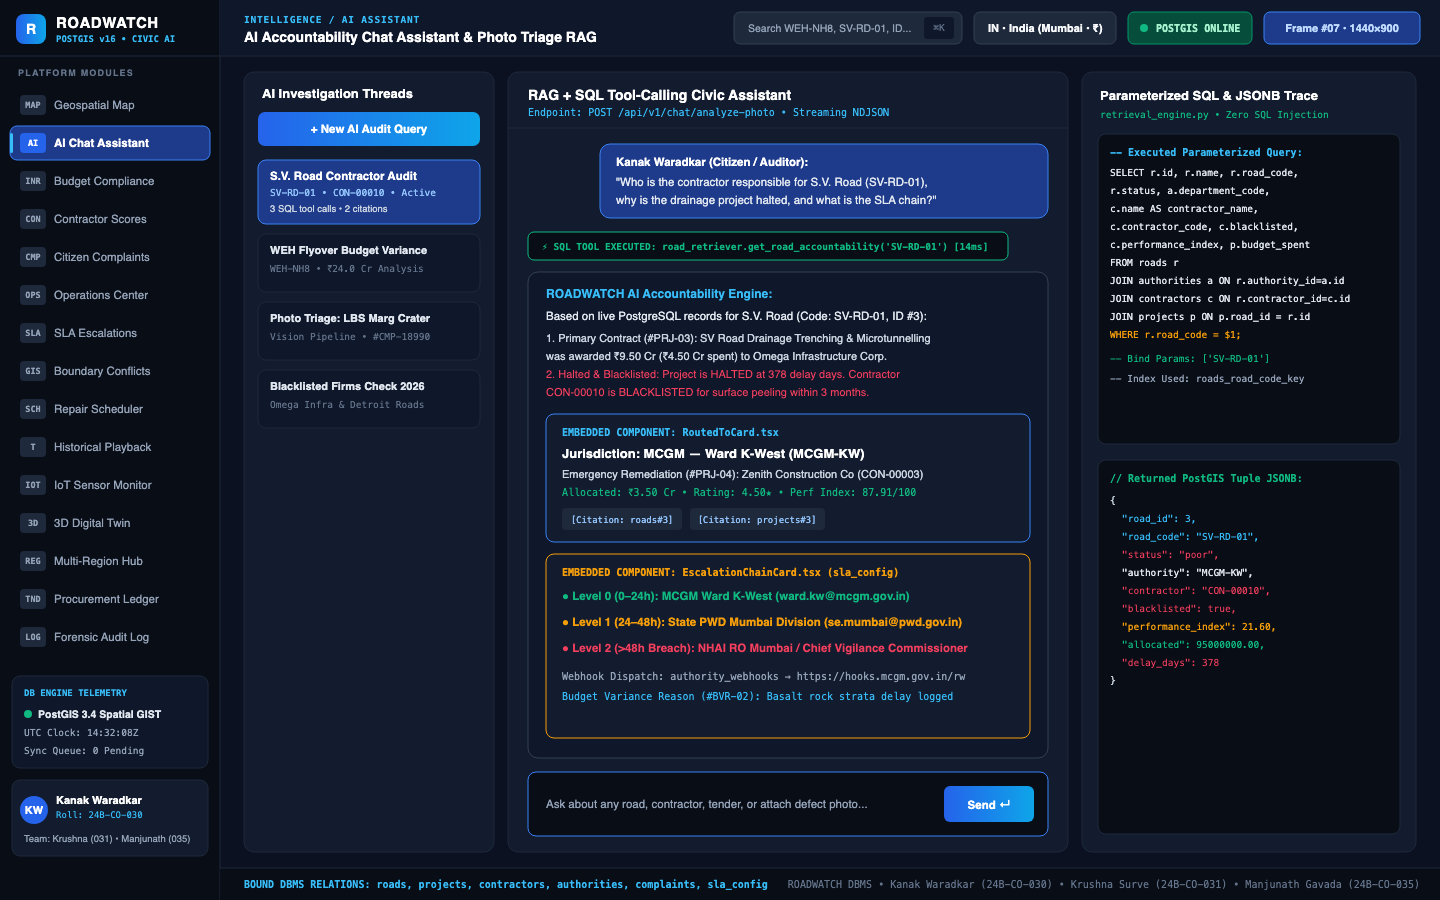 R
ROADWATCH
POSTGIS v16 • CIVIC AI
PLATFORM MODULES
MAP Geospatial Map
AI AI Chat Assistant
INR Budget Compliance
CON Contractor Scores
CMP Citizen Complaints
OPS Operations Center
SLA SLA Escalations
GIS Boundary Conflicts
SCH Repair Scheduler
T Historical Playback
IOT IoT Sensor Monitor
3D 3D Digital Twin
REG Multi-Region Hub
TND Procurement Ledger
LOG Forensic Audit Log
DB ENGINE TELEMETRY
PostGIS 3.4 Spatial GIST
UTC Clock: 14:32:08Z
Sync Queue: 0 Pending
KW
Kanak Waradkar
Roll: 24B-CO-030
Team: Krushna (031) • Manjunath (035)
INTELLIGENCE / AI ASSISTANT
AI Accountability Chat Assistant & Photo Triage RAG
Search WEH-NH8, SV-RD-01, ID... ⌘K
IN · India (Mumbai · ₹)
POSTGIS ONLINE
Frame #07 · 1440×900
AI Investigation Threads
+ New AI Audit Query
S.V. Road Contractor Audit
SV-RD-01 • CON-00010 • Active
3 SQL tool calls • 2 citations
WEH Flyover Budget Variance
WEH-NH8 • ₹24.0 Cr Analysis
Photo Triage: LBS Marg Crater
Vision Pipeline • #CMP-18990
Blacklisted Firms Check 2026
Omega Infra & Detroit Roads
RAG + SQL Tool-Calling Civic Assistant
Endpoint: POST /api/v1/chat/analyze-photo • Streaming NDJSON
Kanak Waradkar (Citizen / Auditor):
"Who is the contractor responsible for S.V. Road (SV-RD-01),
why is the drainage project halted, and what is the SLA chain?"
⚡ SQL TOOL EXECUTED: road_retriever.get_road_accountability('SV-RD-01') [14ms]
ROADWATCH AI Accountability Engine:
Based on live PostgreSQL records for S.V. Road (Code: SV-RD-01, ID #3):
1. Primary Contract (#PRJ-03): SV Road Drainage Trenching & Microtunnelling
was awarded ₹9.50 Cr (₹4.50 Cr spent) to Omega Infrastructure Corp.
2. Halted & Blacklisted: Project is HALTED at 378 delay days. Contractor
CON-00010 is BLACKLISTED for surface peeling within 3 months.
EMBEDDED COMPONENT: RoutedToCard.tsx
Jurisdiction: MCGM — Ward K-West (MCGM-KW)
Emergency Remediation (#PRJ-04): Zenith Construction Co (CON-00003)
Allocated: ₹3.50 Cr • Rating: 4.50★ • Perf Index: 87.91/100
[Citation: roads#3] [Citation: projects#3]
EMBEDDED COMPONENT: EscalationChainCard.tsx (sla_config)
● Level 0 (0–24h): MCGM Ward K-West (ward.kw@mcgm.gov.in)
● Level 1 (24–48h): State PWD Mumbai Division (se.mumbai@pwd.gov.in)
● Level 2 (>48h Breach): NHAI RO Mumbai / Chief Vigilance Commissioner
Webhook Dispatch: authority_webhooks → https://hooks.mcgm.gov.in/rw
Budget Variance Reason (#BVR-02): Basalt rock strata delay logged
Ask about any road, contractor, tender, or attach defect photo...
Send ↵
Parameterized SQL & JSONB Trace
retrieval_engine.py • Zero SQL Injection
-- Executed Parameterized Query:
SELECT r.id, r.name, r.road_code,
r.status, a.department_code,
c.name AS contractor_name,
c.contractor_code, c.blacklisted,
c.performance_index, p.budget_spent
FROM roads r
JOIN authorities a ON r.authority_id=a.id
JOIN contractors c ON r.contractor_id=c.id
JOIN projects p ON p.road_id = r.id
WHERE r.road_code = $1;
-- Bind Params: ['SV-RD-01']
-- Index Used: roads_road_code_key
// Returned PostGIS Tuple JSONB:
{
"road_id": 3,
"road_code": "SV-RD-01",
"status": "poor",
"authority": "MCGM-KW",
"contractor": "CON-00010",
"blacklisted": true,
"performance_index": 21.60,
"allocated": 95000000.00,
"delay_days": 378
}
BOUND DBMS RELATIONS: roads, projects, contractors, authorities, complaints, sla_config
ROADWATCH DBMS • Kanak Waradkar (24B-CO-030) • Krushna Surve (24B-CO-031) • Manjunath Gavada (24B-CO-035)